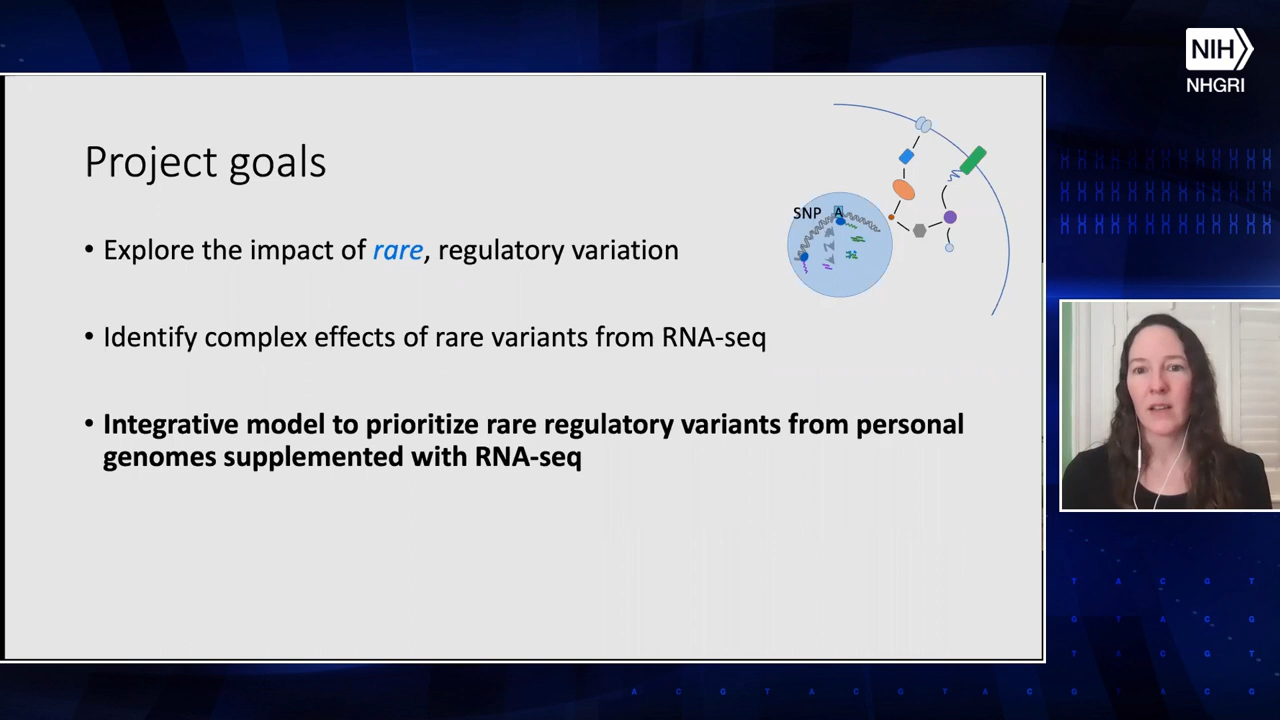 NIH
NHGRI
Project goals
SNP A
• Explore the impact of rare, regulatory variation
• Identify complex effects of rare variants from RNA-seq
• Integrative model to prioritize rare regulatory variants from personal
genomes supplemented with RNA-seq
T A C G T
G T A C G
T A C G T
A C G T A C G T A C G T A C G